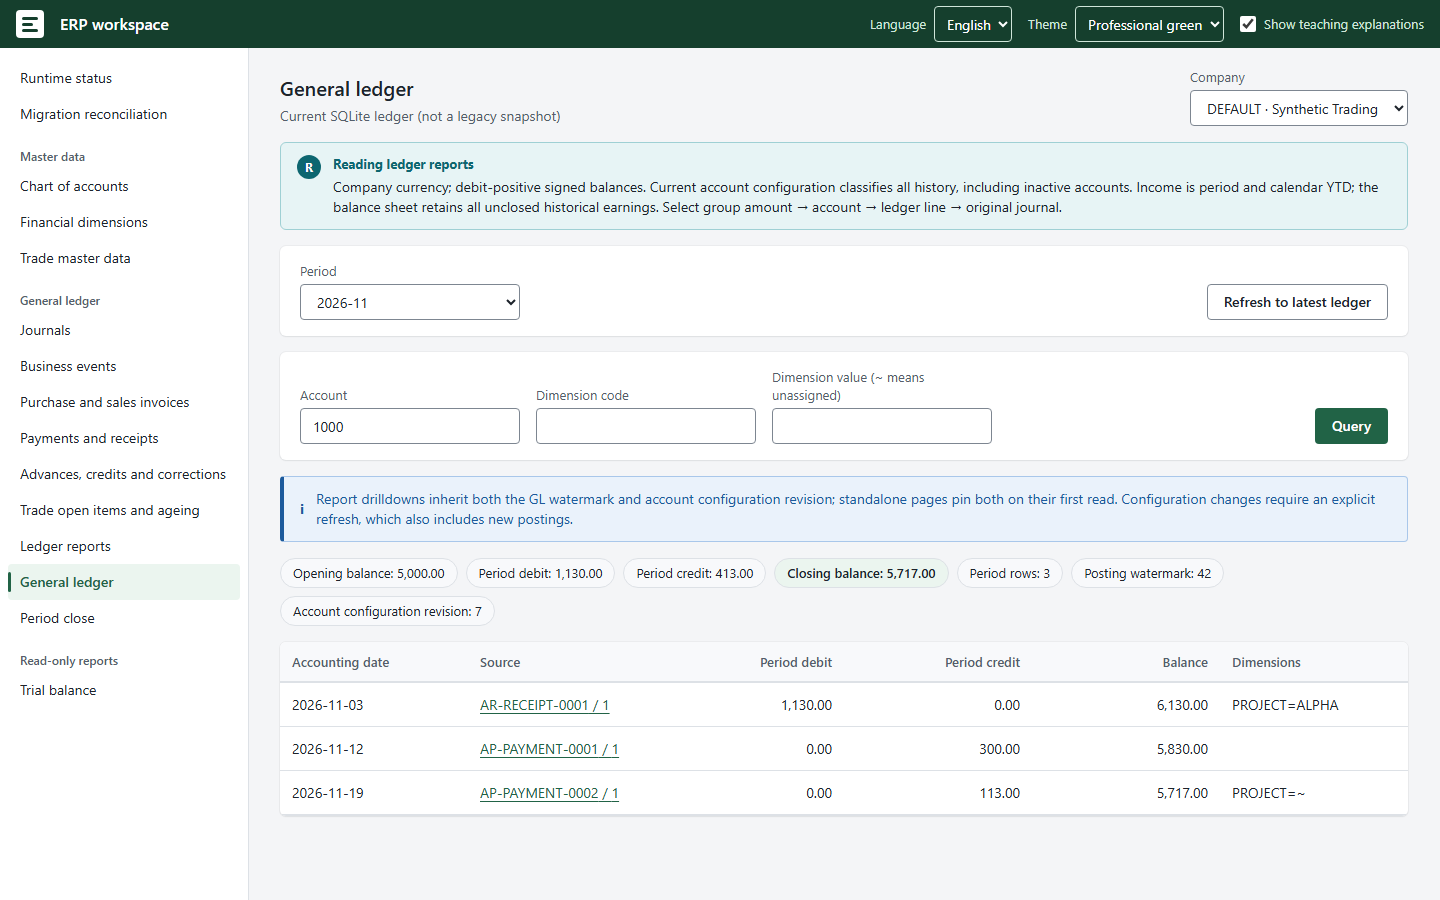 ERP workspace
Language English Theme Professional green Show teaching explanations
Runtime status
Migration reconciliation
Master data
Chart of accounts
Financial dimensions
Trade master data
General ledger
Journals
Business events
Purchase and sales invoices
Payments and receipts
Advances, credits and corrections
Trade open items and ageing
Ledger reports
General ledger
Period close
Read-only reports
Trial balance
General ledger
Current SQLite ledger (not a legacy snapshot)
Company
DEFAULT · Synthetic Trading
R
Reading ledger reports
Company currency; debit-positive signed balances. Current account configuration classifies all history, including inactive accounts. Income is period and calendar YTD; the
balance sheet retains all unclosed historical earnings. Select group amount → account → ledger line → original journal.
Period
2026-11
Refresh to latest ledger
Account
1000
Dimension code
Dimension value (~ means
unassigned)
Query
i
Report drilldowns inherit both the GL watermark and account configuration revision; standalone pages pin both on their first read. Configuration changes require an explicit
refresh, which also includes new postings.
Opening balance: 5,000.00 Period debit: 1,130.00 Period credit: 413.00 Closing balance: 5,717.00 Period rows: 3 Posting watermark: 42
Account configuration revision: 7
Accounting date Source Period debit Period credit Balance Dimensions
2026-11-03 AR-RECEIPT-0001 / 1 1,130.00 0.00 6,130.00 PROJECT=ALPHA
2026-11-12 AP-PAYMENT-0001 / 1 0.00 300.00 5,830.00
2026-11-19 AP-PAYMENT-0002 / 1 0.00 113.00 5,717.00 PROJECT=~